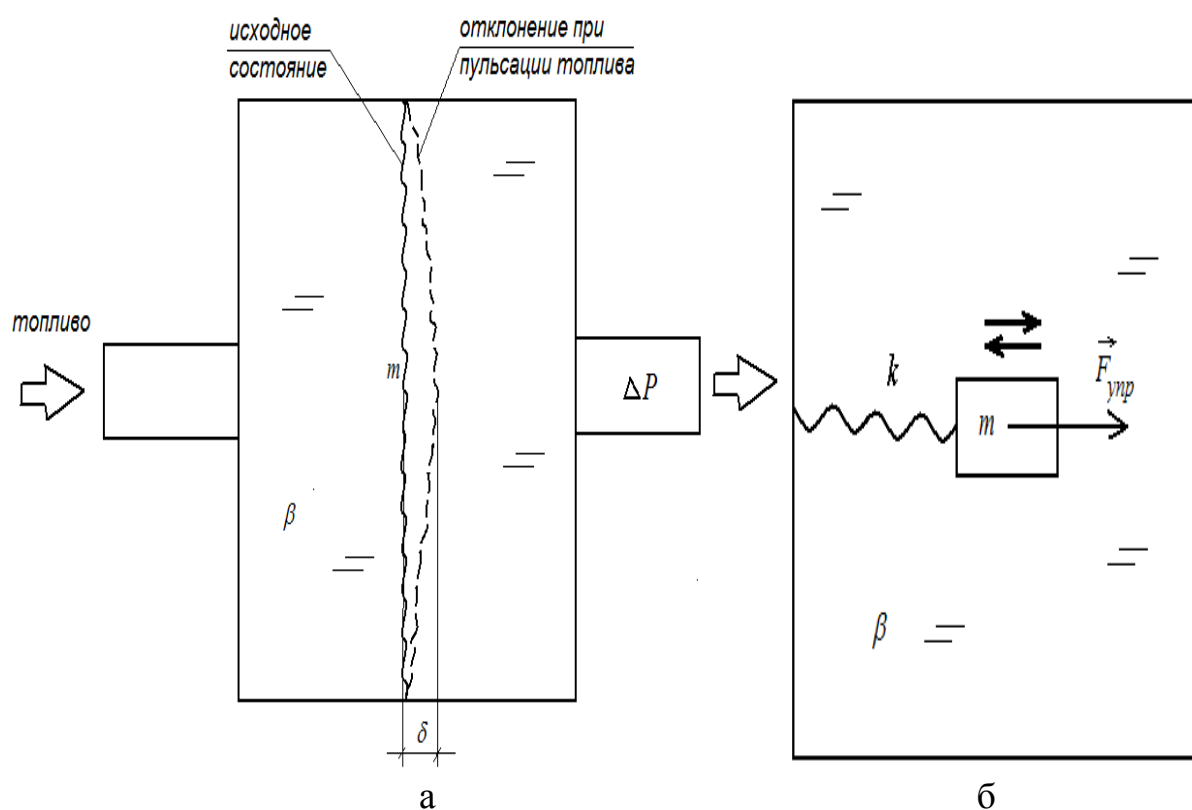 исходное
состояние
отклонение при
пульсации топлива
топливо
m
ΔP
β
δ
а
k
m
F упр
β
б